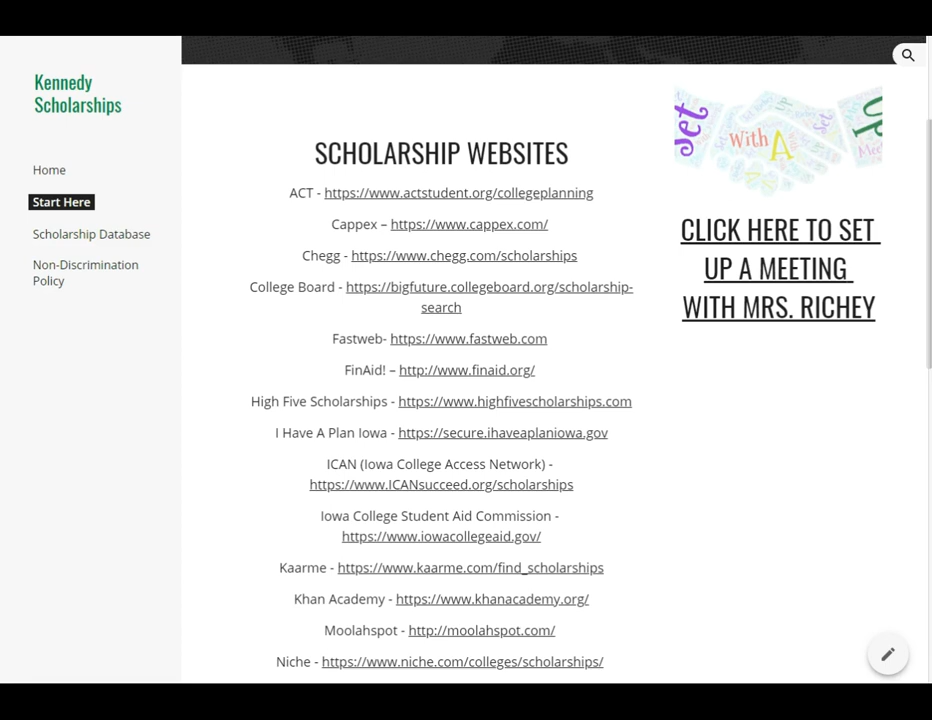 Kennedy
Scholarships
Home
Start Here
Scholarship Database
Non-Discrimination
Policy
SCHOLARSHIP WEBSITES
ACT - https://www.actstudent.org/collegeplanning
Cappex – https://www.cappex.com/
Chegg - https://www.chegg.com/scholarships
College Board - https://bigfuture.collegeboard.org/scholarship-
search
Fastweb- https://www.fastweb.com
FinAid! – http://www.finaid.org/
High Five Scholarships - https://www.highfivescholarships.com
I Have A Plan Iowa - https://secure.ihaveaplaniowa.gov
ICAN (Iowa College Access Network) -
https://www.ICANsucceed.org/scholarships
Iowa College Student Aid Commission -
https://www.iowacollegeaid.gov/
Kaarme - https://www.kaarme.com/find_scholarships
Khan Academy - https://www.khanacademy.org/
Moolahspot - http://moolahspot.com/
Niche - https://www.niche.com/colleges/scholarships/
Set
With A
Set
UP
CLICK HERE TO SET
UP A MEETING
WITH MRS. RICHEY